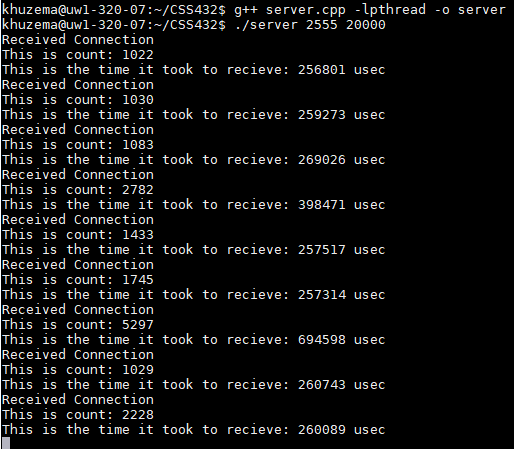 khuzema@uw1-320-07:~/CSS432$ g++ server.cpp -lpthread -o server
khuzema@uw1-320-07:~/CSS432$ ./server 2555 20000
Received Connection
This is count: 1022
This is the time it took to recieve: 256801 usec
Received Connection
This is count: 1030
This is the time it took to recieve: 259273 usec
Received Connection
This is count: 1083
This is the time it took to recieve: 269026 usec
Received Connection
This is count: 2782
This is the time it took to recieve: 398471 usec
Received Connection
This is count: 1433
This is the time it took to recieve: 257517 usec
Received Connection
This is count: 1745
This is the time it took to recieve: 257314 usec
Received Connection
This is count: 5297
This is the time it took to recieve: 694598 usec
Received Connection
This is count: 1029
This is the time it took to recieve: 260743 usec
Received Connection
This is count: 2228
This is the time it took to recieve: 260089 usec